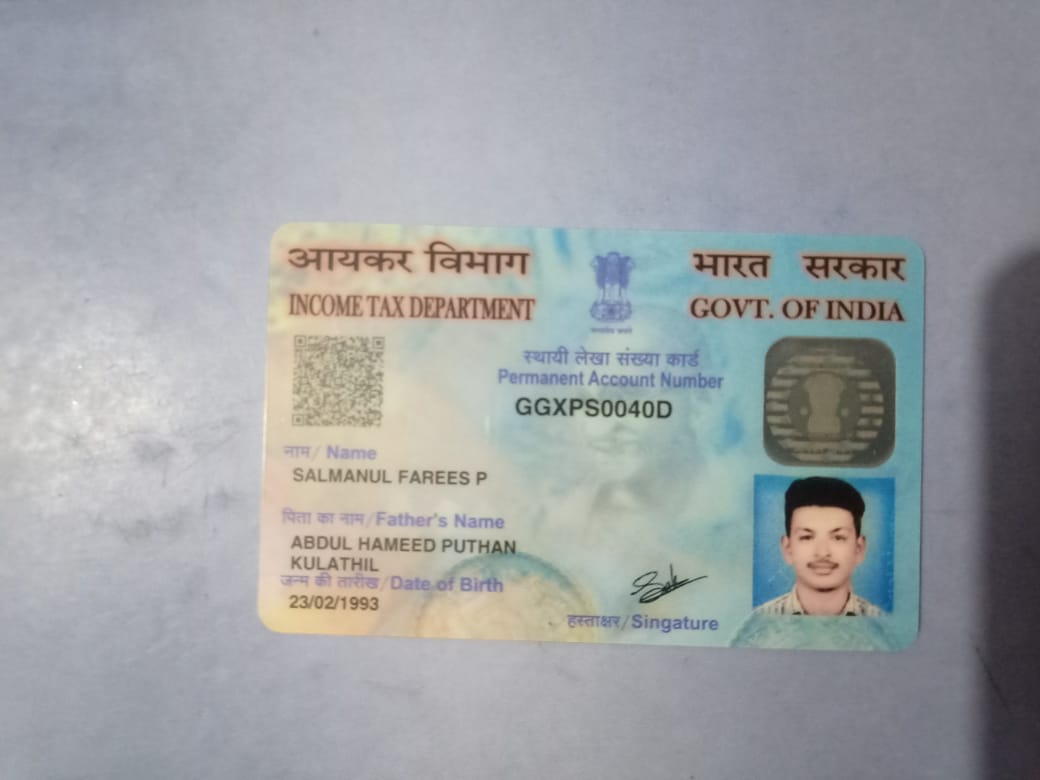 आयकर विभाग
INCOME TAX DEPARTMENT
भारत सरकार
GOVT. OF INDIA
सत्यमेव जयते
स्थायी लेखा संख्या कार्ड
Permanent Account Number
GGXPS0040D
नाम/ Name
SALMANUL FAREES P
पिता का नाम/Father's Name
ABDUL HAMEED PUTHAN
KULATHIL
जन्म की तारीख/Date of Birth
23/02/1993
हस्ताक्षर/Singature